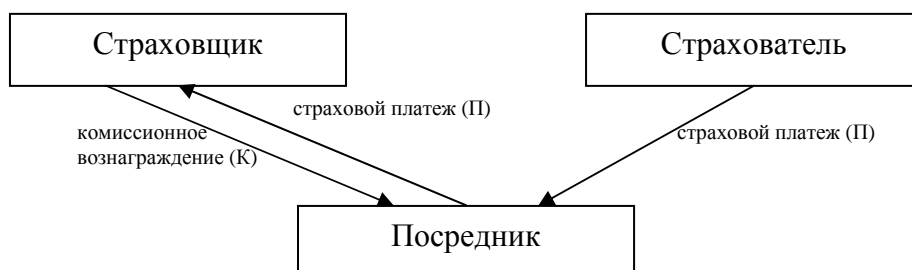 Страховщик
Страхователь
страховой платеж (П)
комиссионное
вознаграждение (К)
страховой платеж (П)
Посредник